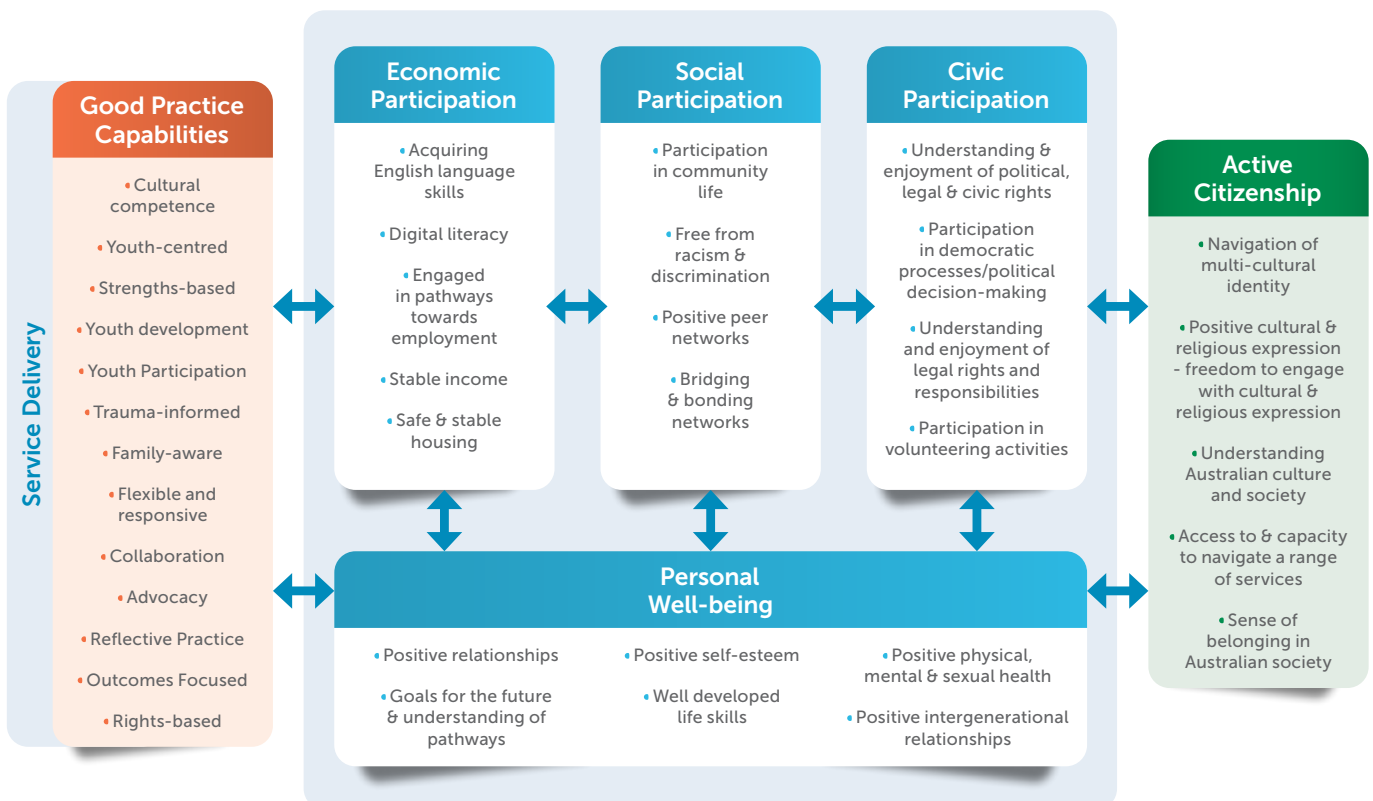 Service Delivery
Good Practice
Capabilities
• Cultural
competence
• Youth-centred
• Strengths-based
• Youth development
• Youth Participation
• Trauma-informed
• Family-aware
• Flexible and
responsive
• Collaboration
• Advocacy
• Reflective Practice
• Outcomes Focused
• Rights-based
Economic
Participation
• Acquiring
English language
skills
• Digital literacy
• Engaged
in pathways
towards
employment
• Stable income
• Safe & stable
housing
Social
Participation
• Participation
in community
life
• Free from
racism &
discrimination
• Positive peer
networks
• Bridging
& bonding
networks
Civic
Participation
• Understanding &
enjoyment of political,
legal & civic rights
• Participation
in democratic
processes/political
decision-making
• Understanding
and enjoyment of
legal rights and
responsibilities
• Participation in
volunteering activities
Personal
Well-being
• Positive relationships
• Goals for the future
& understanding of
pathways
• Positive self-esteem
• Well developed
life skills
• Positive physical,
mental & sexual health
• Positive intergenerational
relationships
Active
Citizenship
• Navigation of
multi-cultural
identity
• Positive cultural &
religious expression
- freedom to engage
with cultural &
religious expression
• Understanding
Australian culture
and society
• Access to & capacity
to navigate a range
of services
• Sense of
belonging in
Australian society